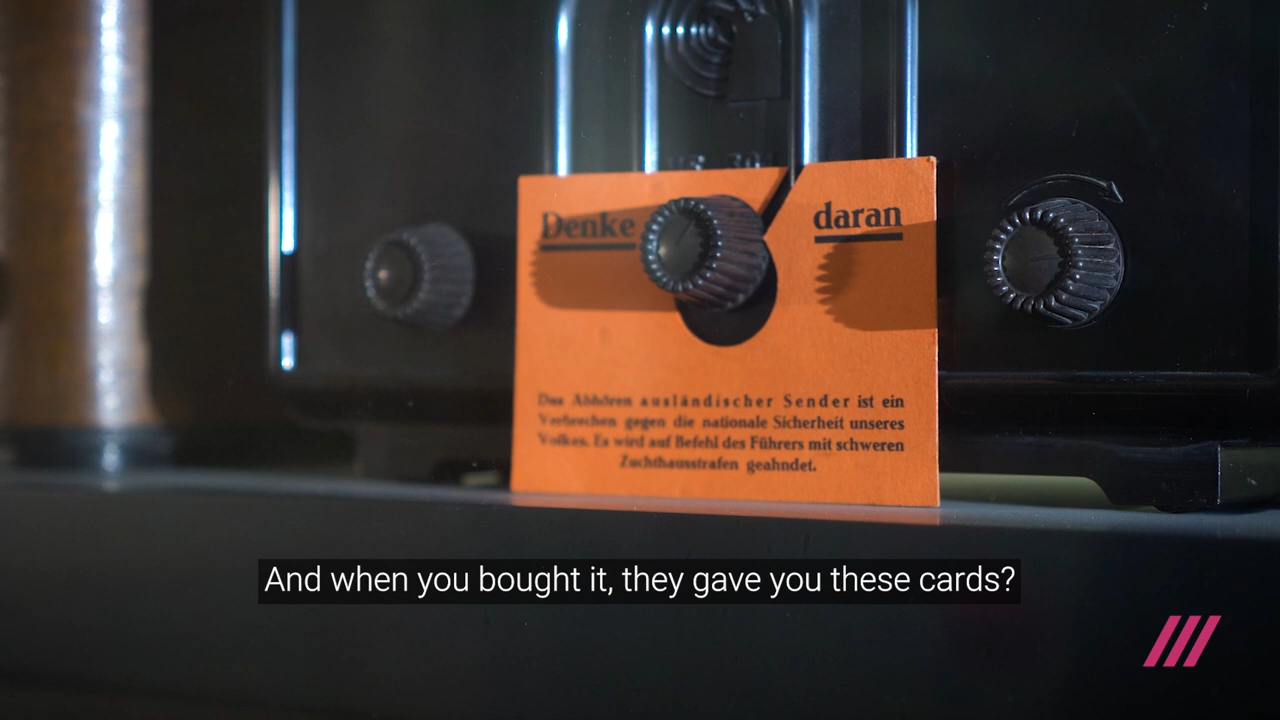 Denke daran
Das Abhören ausländischer Sender ist ein
Verbrechen gegen die nationale Sicherheit unseres
Volkes. Es wird auf Befehl des Führers mit schweren
Zuchthausstrafen geahndet.
And when you bought it, they gave you these cards?